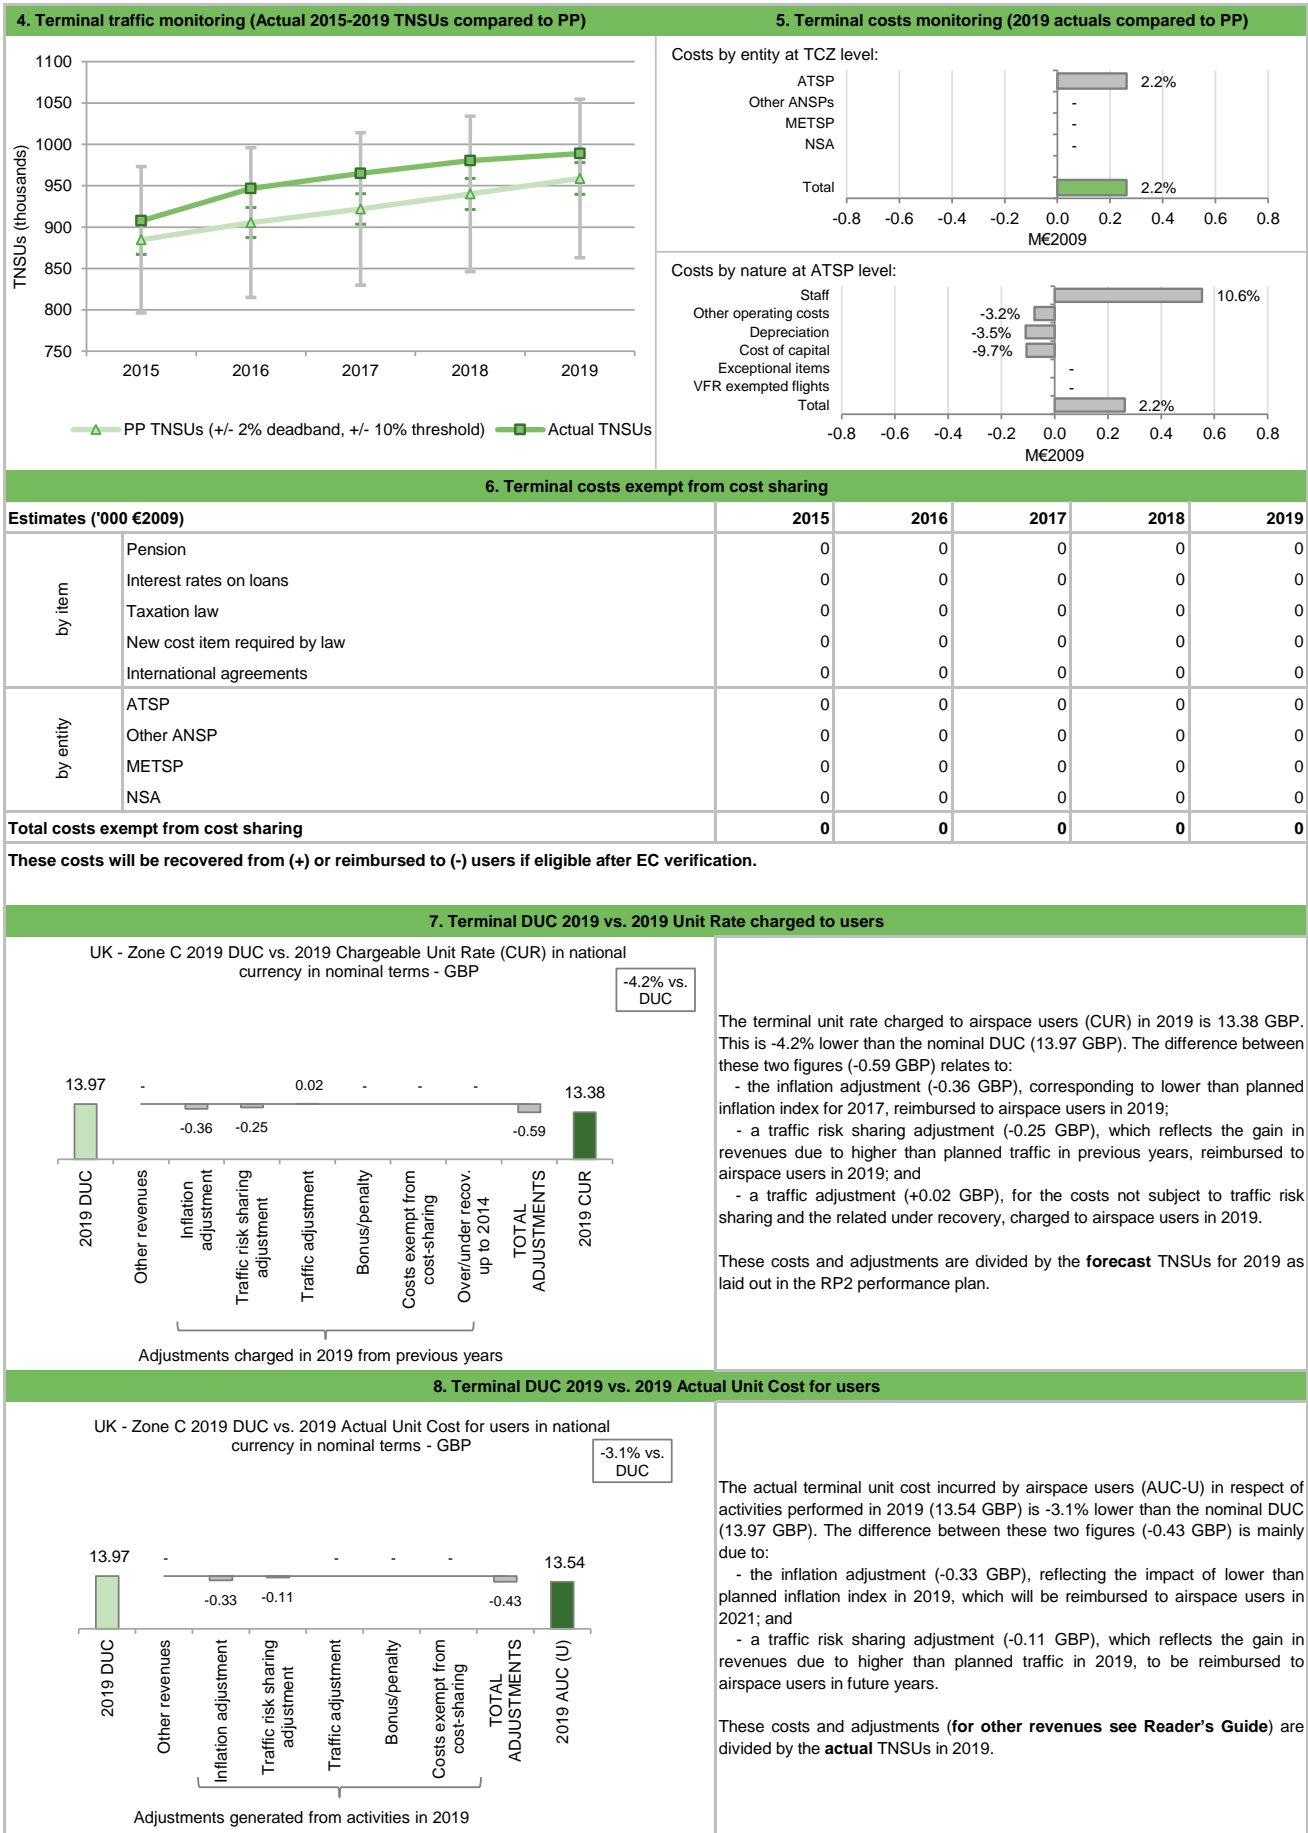 4. Terminal traffic monitoring (Actual 2015-2019 TNSUs compared to PP)
1100
1050
1000
950
900
850
800
750
TNSUs (thousands)
2015 2016 2017 2018 2019
PP TNSUs (+/- 2% deadband, +/- 10% threshold) Actual TNSUs
5. Terminal costs monitoring (2019 actuals compared to PP)
Costs by entity at TCZ level:
ATSP 2.2%
Other ANSPs -
METSP -
NSA -
Total 2.2%
-0.8 -0.6 -0.4 -0.2 0.0 0.2 0.4 0.6 0.8
M€2009
Costs by nature at ATSP level:
Staff 10.6%
Other operating costs -3.2%
Depreciation -3.5%
Cost of capital -9.7%
Exceptional items -
VFR exempted flights -
Total 2.2%
-0.8 -0.6 -0.4 -0.2 0.0 0.2 0.4 0.6 0.8
M€2009
6. Terminal costs exempt from cost sharing
Estimates ('000 €2009) 2015 2016 2017 2018 2019
by item
Pension 0 0 0 0 0
Interest rates on loans 0 0 0 0 0
Taxation law 0 0 0 0 0
New cost item required by law 0 0 0 0 0
International agreements 0 0 0 0 0
by entity
ATSP 0 0 0 0 0
Other ANSP 0 0 0 0 0
METSP 0 0 0 0 0
NSA 0 0 0 0 0
Total costs exempt from cost sharing 0 0 0 0 0
These costs will be recovered from (+) or reimbursed to (-) users if eligible after EC verification.
7. Terminal DUC 2019 vs. 2019 Unit Rate charged to users
UK - Zone C 2019 DUC vs. 2019 Chargeable Unit Rate (CUR) in national
currency in nominal terms - GBP
-4.2% vs.
DUC
13.97 - -0.36 -0.25 0.02 - - - -0.59 13.38
2019 DUC
Other revenues
Inflation
adjustment
Traffic risk sharing
adjustment
Traffic adjustment
Bonus/penalty
Costs exempt from
cost-sharing
Over/under recov.
up to 2014
TOTAL
ADJUSTMENTS
2019 CUR
Adjustments charged in 2019 from previous years
The terminal unit rate charged to airspace users (CUR) in 2019 is 13.38 GBP.
This is -4.2% lower than the nominal DUC (13.97 GBP). The difference between
these two figures (-0.59 GBP) relates to:
- the inflation adjustment (-0.36 GBP), corresponding to lower than planned
inflation index for 2017, reimbursed to airspace users in 2019;
- a traffic risk sharing adjustment (-0.25 GBP), which reflects the gain in
revenues due to higher than planned traffic in previous years, reimbursed to
airspace users in 2019; and
- a traffic adjustment (+0.02 GBP), for the costs not subject to traffic risk
sharing and the related under recovery, charged to airspace users in 2019.
These costs and adjustments are divided by the forecast TNSUs for 2019 as
laid out in the RP2 performance plan.
8. Terminal DUC 2019 vs. 2019 Actual Unit Cost for users
UK - Zone C 2019 DUC vs. 2019 Actual Unit Cost for users in national
currency in nominal terms - GBP
-3.1% vs.
DUC
13.97 - -0.33 -0.11 - - - -0.43 13.54
2019 DUC
Other revenues
Inflation adjustment
Traffic risk sharing
adjustment
Traffic adjustment
Bonus/penalty
Costs exempt from
cost-sharing
TOTAL
ADJUSTMENTS
2019 AUC (U)
Adjustments generated from activities in 2019
The actual terminal unit cost incurred by airspace users (AUC-U) in respect of
activities performed in 2019 (13.54 GBP) is -3.1% lower than the nominal DUC
(13.97 GBP). The difference between these two figures (-0.43 GBP) is mainly
due to:
- the inflation adjustment (-0.33 GBP), reflecting the impact of lower than
planned inflation index in 2019, which will be reimbursed to airspace users in
2021; and
- a traffic risk sharing adjustment (-0.11 GBP), which reflects the gain in
revenues due to higher than planned traffic in 2019, to be reimbursed to
airspace users in future years.
These costs and adjustments (for other revenues see Reader's Guide) are
divided by the actual TNSUs in 2019.